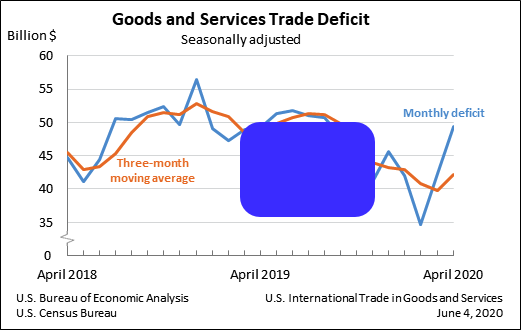 Goods and Services Trade Deficit
Billion $
Seasonally adjusted
60
55
50
45
40
35
0
Monthly deficit
Three-month
moving average
April 2018
April 2019
April 2020
U.S. Bureau of Economic Analysis
U.S. Census Bureau
U.S. International Trade in Goods and Services
June 4, 2020